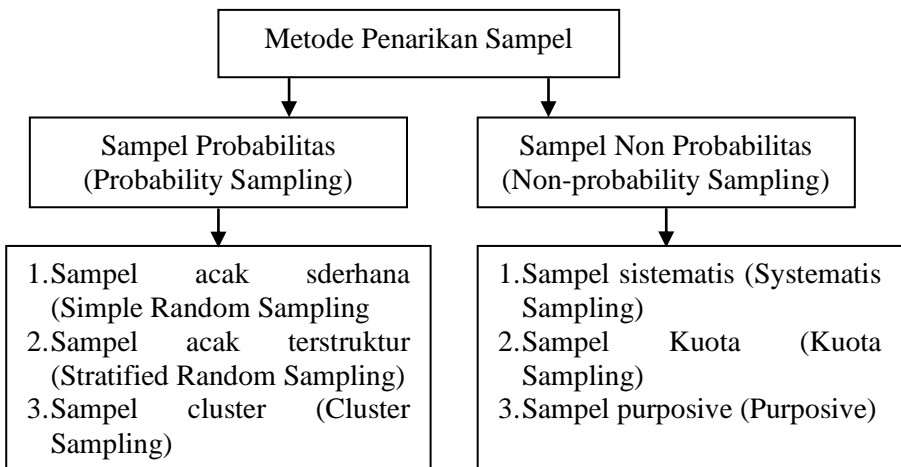 Metode Penarikan Sampel
Sampel Probabilitas
(Probability Sampling)
Sampel Non Probabilitas
(Non-probability Sampling)
1.Sampel acak sderhana
(Simple Random Sampling
2.Sampel acak terstruktur
(Stratified Random Sampling)
3.Sampel cluster (Cluster
Sampling)
1.Sampel sistematis (Systematis
Sampling)
2.Sampel Kuota (Kuota
Sampling)
3.Sampel purposive (Purposive)